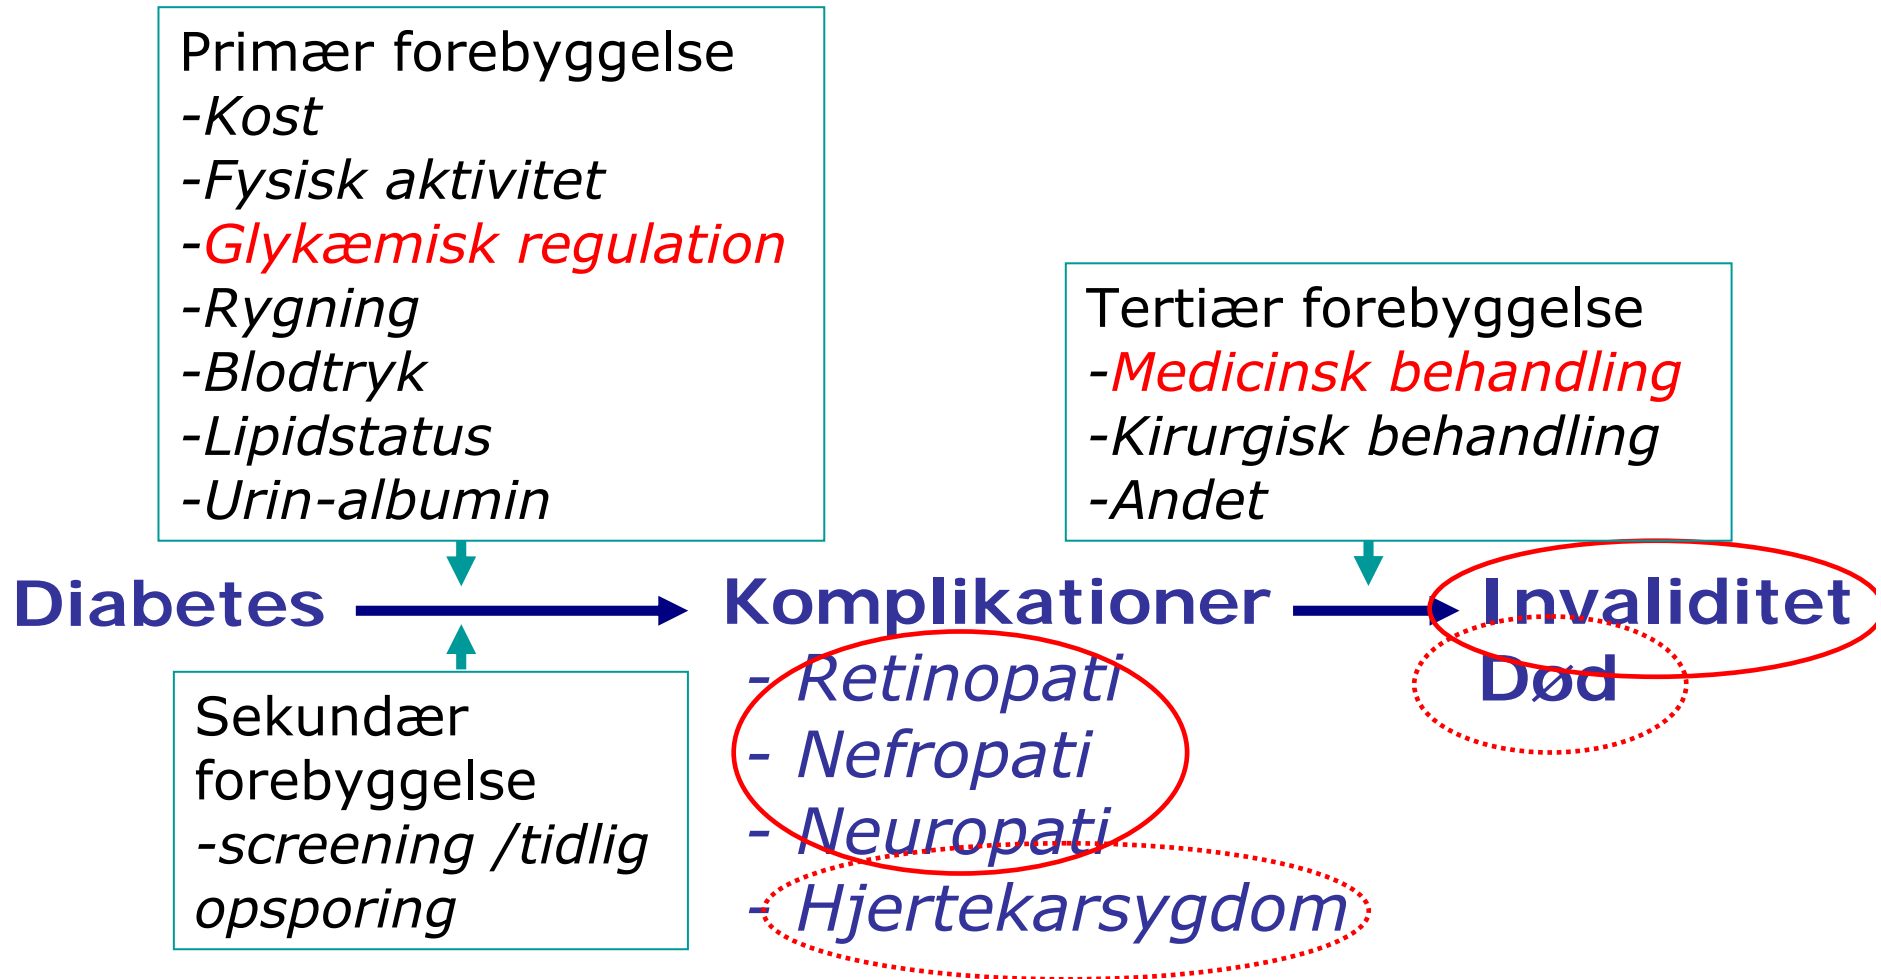 Primær forebyggelse
-Kost
-Fysisk aktivitet
-Glykæmisk regulation
-Rygning
-Blodtryk
-Lipidstatus
-Urin-albumin
Tertiær forebyggelse
-Medicinsk behandling
-Kirurgisk behandling
-Andet
Diabetes
Komplikationer
- Retinopati
- Nefropati
- Neuropati
- Hjertekarsygdom
Invaliditet
Død
Sekundær
forebyggelse
-screening /tidlig
opsporing